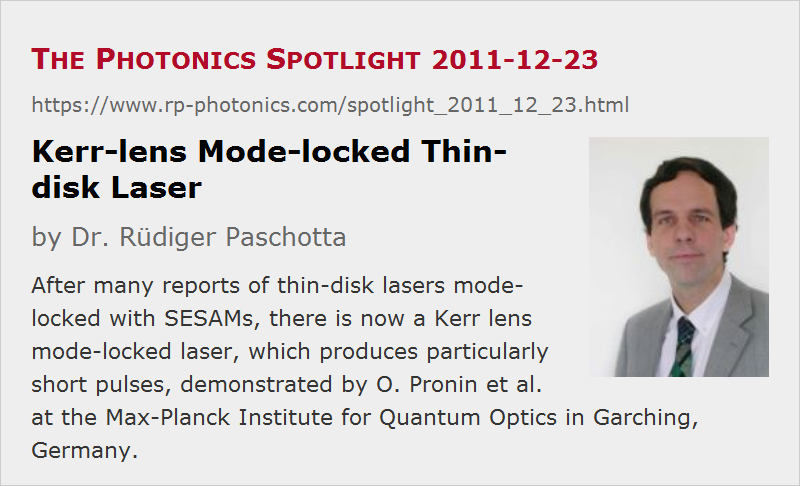 THE PHOTONICS SPOTLIGHT 2011-12-23
https://www.rp-photonics.com/spotlight_2011_12_23.html
Kerr-lens Mode-locked Thin-
disk Laser
by Dr. Rüdiger Paschotta
After many reports of thin-disk lasers mode-
locked with SESAMs, there is now a Kerr lens
mode-locked laser, which produces particularly
short pulses, demonstrated by O. Pronin et al.
at the Max-Planck Institute for Quantum Optics in Garching,
Germany.